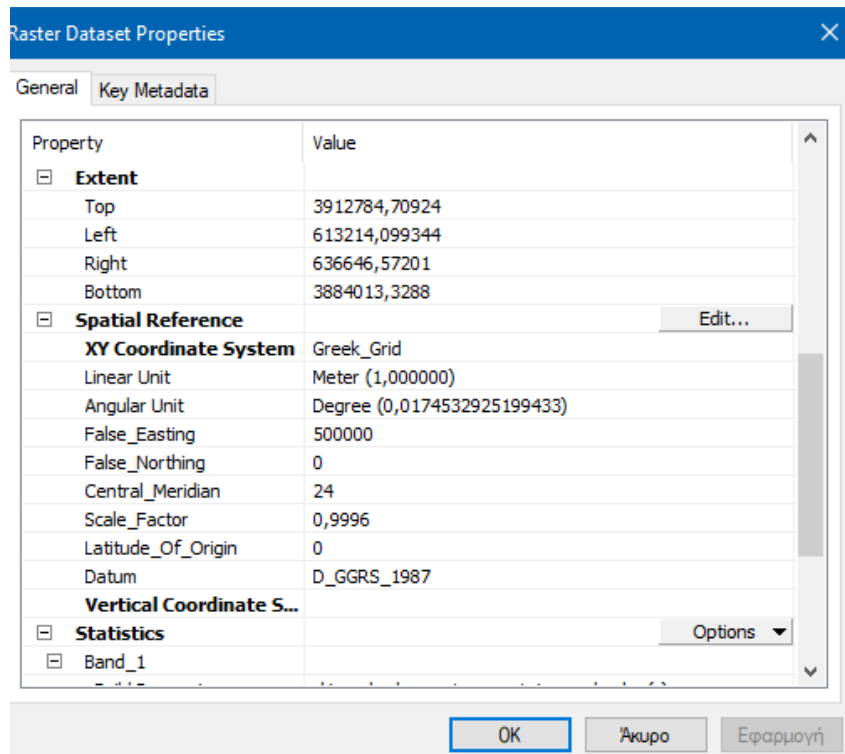 Raster Dataset Properties
General Key Metadata
Property Value
Extent
Top 3912784,70924
Left 613214,099344
Right 636646,57201
Bottom 3884013,3288
Spatial Reference Edit...
XY Coordinate System Greek_Grid
Linear Unit Meter (1,000000)
Angular Unit Degree (0,0174532925199433)
False_Easting 500000
False_Northing 0
Central_Meridian 24
Scale_Factor 0,9996
Latitude_Of_Origin 0
Datum D_GGRS_1987
Vertical Coordinate S...
Statistics Options
Band_1
OK Άκυρο Εφαρμογή